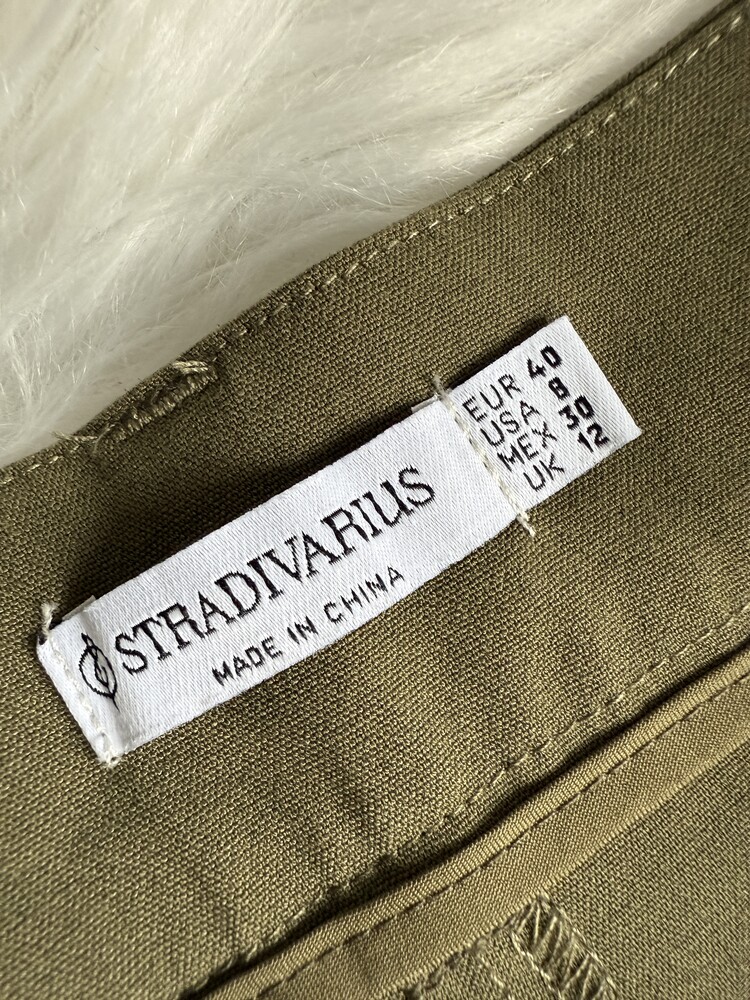 STRADIVARIUS
MADE IN CHINA
EUR 40
USA 8
MEX 30
UK 12